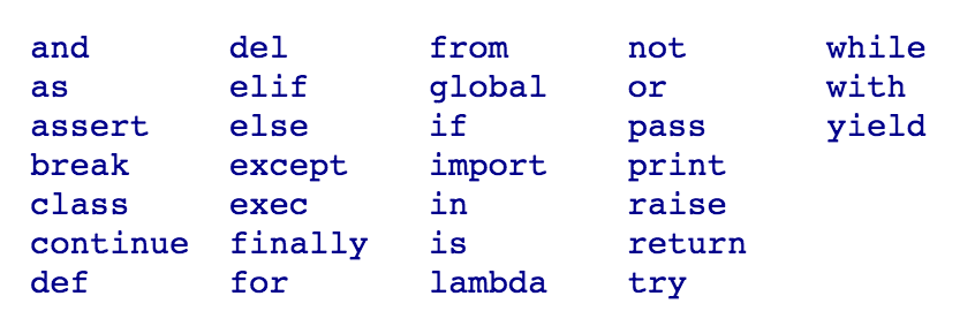 and del from not while
as elif global or with
assert else if pass yield
break except import print
class exec in raise
continue finally is return
def for lambda try